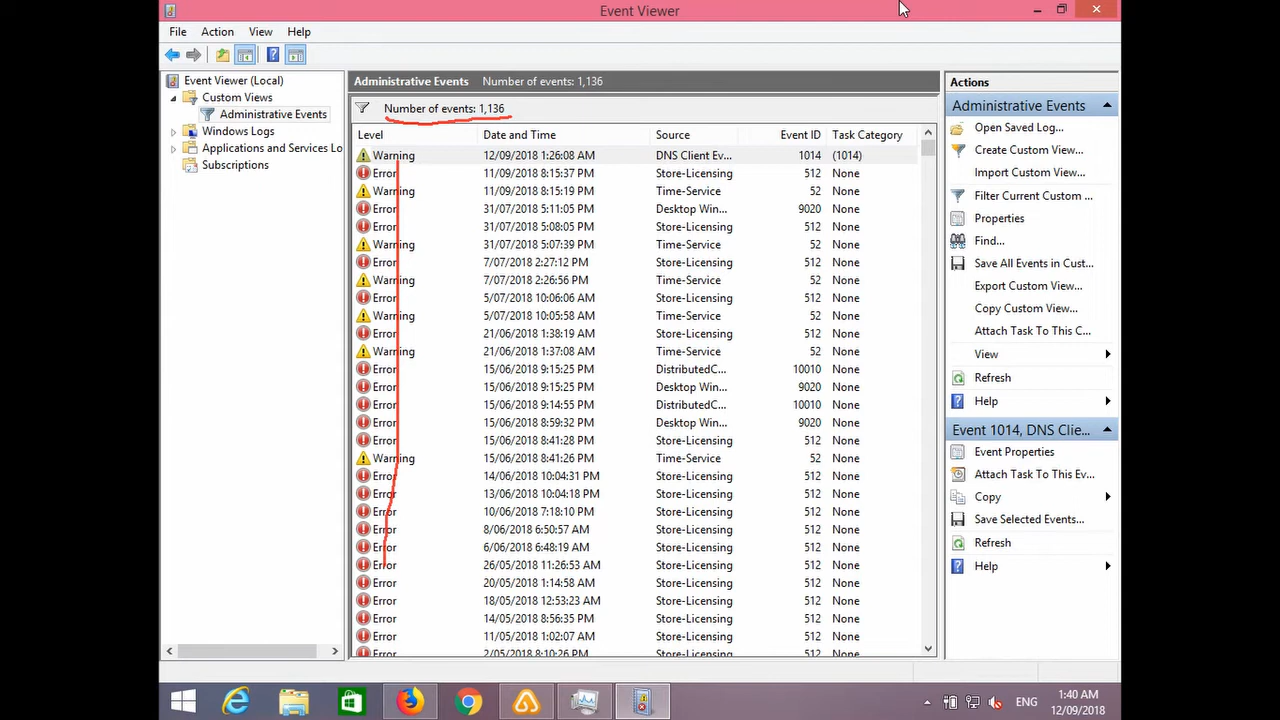 Event Viewer
File Action View Help
Event Viewer (Local)
Custom Views
Administrative Events
Windows Logs
Applications and Services Lo
Subscriptions
Administrative Events Number of events: 1,136
Number of events: 1,136
Level Date and Time Source Event ID Task Category
Warning 12/09/2018 1:26:08 AM DNS Client Ev... 1014 (1014)
Error 11/09/2018 8:15:37 PM Store-Licensing 512 None
Warning 11/09/2018 8:15:19 PM Time-Service 52 None
Error 31/07/2018 5:11:05 PM Desktop Win... 9020 None
Error 31/07/2018 5:08:05 PM Store-Licensing 512 None
Warning 31/07/2018 5:07:39 PM Time-Service 52 None
Error 7/07/2018 2:27:12 PM Store-Licensing 512 None
Warning 7/07/2018 2:26:56 PM Time-Service 52 None
Error 5/07/2018 10:06:06 AM Store-Licensing 512 None
Warning 5/07/2018 10:05:58 AM Time-Service 52 None
Error 21/06/2018 1:38:19 AM Store-Licensing 512 None
Warning 21/06/2018 1:37:08 AM Time-Service 52 None
Error 15/06/2018 9:15:25 PM DistributedC... 10010 None
Error 15/06/2018 9:15:25 PM Desktop Win... 9020 None
Error 15/06/2018 9:14:55 PM DistributedC... 10010 None
Error 15/06/2018 8:59:32 PM Desktop Win... 9020 None
Error 15/06/2018 8:41:28 PM Store-Licensing 512 None
Warning 15/06/2018 8:41:26 PM Time-Service 52 None
Error 14/06/2018 10:04:31 PM Store-Licensing 512 None
Error 13/06/2018 10:04:18 PM Store-Licensing 512 None
Error 10/06/2018 7:18:10 PM Store-Licensing 512 None
Error 8/06/2018 6:50:57 AM Store-Licensing 512 None
Error 6/06/2018 6:48:19 AM Store-Licensing 512 None
Error 26/05/2018 11:26:53 AM Store-Licensing 512 None
Error 20/05/2018 1:14:58 AM Store-Licensing 512 None
Error 18/05/2018 12:53:23 AM Store-Licensing 512 None
Error 14/05/2018 8:56:35 PM Store-Licensing 512 None
Error 11/05/2018 1:02:07 AM Store-Licensing 512 None
Error 2/05/2018 8:10:26 PM Store-Licensing 512 None
Actions
Administrative Events
Open Saved Log...
Create Custom View...
Import Custom View...
Filter Current Custom ...
Properties
Find...
Save All Events in Cust...
Export Custom View...
Copy Custom View...
Attach Task To This C...
View
Refresh
Help
Event 1014, DNS Clie...
Event Properties
Attach Task To This Ev...
Copy
Save Selected Events...
Refresh
Help
ENG
1:40 AM
12/09/2018